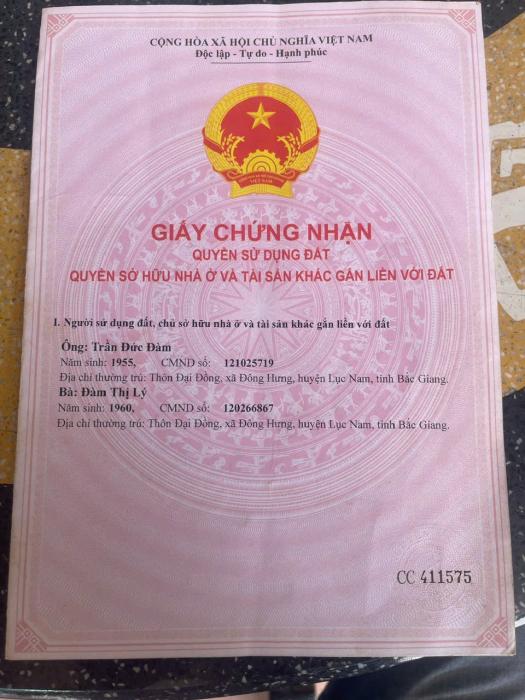 CỘNG HÒA XÃ HỘI CHỦ NGHĨA VIỆT NAM
Độc lập - Tự do - Hạnh phúc
VIỆT NAM
GIẤY CHỨNG NHẬN
QUYỀN SỬ DỤNG ĐẤT
QUYỀN SỞ HỮU NHÀ Ở VÀ TÀI SẢN KHÁC GẮN LIỀN VỚI ĐẤT
I. Người sử dụng đất, chủ sở hữu nhà ở và tài sản khác gắn liền với đất
Ông: Trần Đức Đàm
Năm sinh: 1955, CMND số: 121025719
Địa chỉ thường trú: Thôn Đại Đồng, xã Đông Hưng, huyện Lục Nam, tỉnh Bắc Giang.
Bà: Đàm Thị Lý
Năm sinh: 1960, CMND số: 120266867
Địa chỉ thường trú: Thôn Đại Đồng, xã Đông Hưng, huyện Lục Nam, tỉnh Bắc Giang.
CC 411575